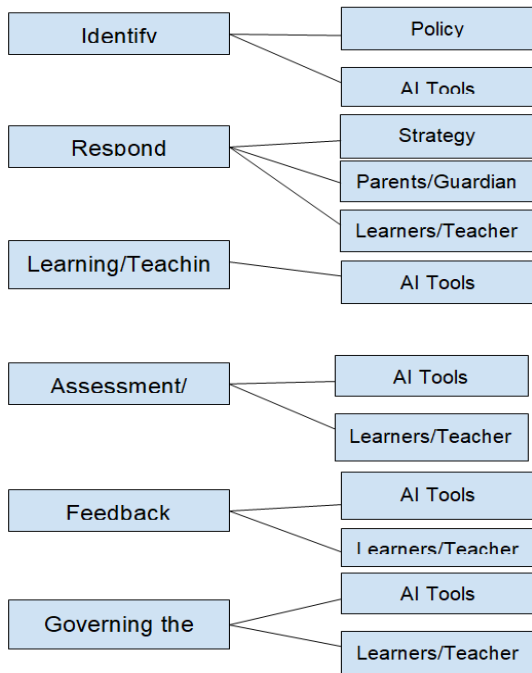 Identify
Policy
AI Tools
Respond
Strategy
Parents/Guardian
Learners/Teacher
Learning/Teachin
AI Tools
Assessment/
AI Tools
Learners/Teacher
Feedback
AI Tools
Learners/Teacher
Governing the
AI Tools
Learners/Teacher